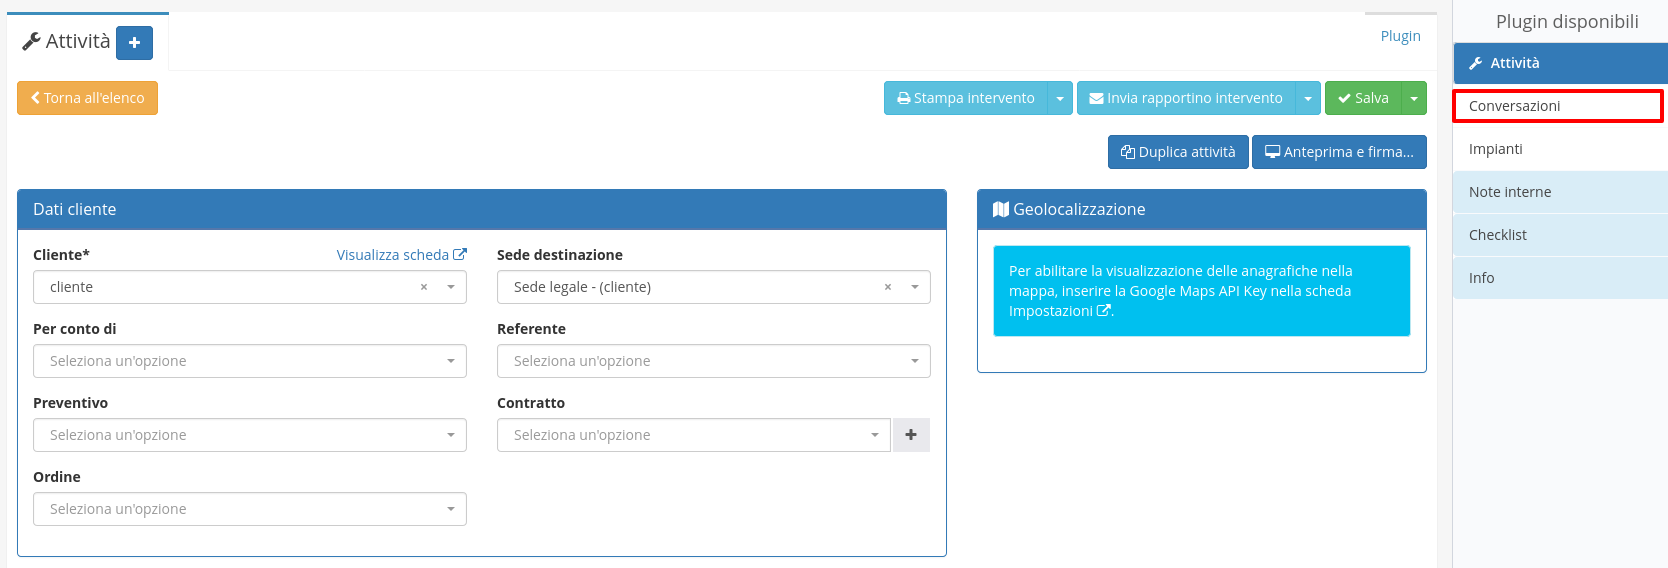 Attività
Plugin
Torna all'elenco
Stampa intervento
Invia rapportino intervento
Salva
Duplica attività
Anteprima e firma...
Dati cliente
Cliente*
Visualizza scheda
cliente
×
Sede destinazione
Sede legale - (cliente)
×
Per conto di
Seleziona un'opzione
Referente
Seleziona un'opzione
Preventivo
Seleziona un'opzione
Contratto
Seleziona un'opzione
Ordine
Seleziona un'opzione
Geolocalizzazione
Per abilitare la visualizzazione delle anagrafiche nella
mappa, inserire la Google Maps API Key nella scheda
Impostazioni .
Plugin disponibili
Attività
Conversazioni
Impianti
Note interne
Checklist
Info